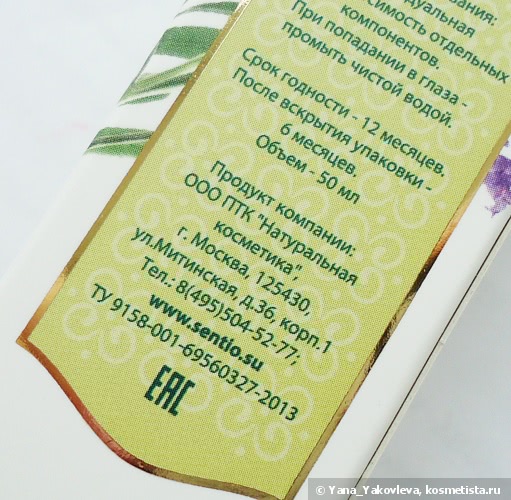 симость отдельных
компонентов.
При попадании в глаза -
промыть чистой водой.
Срок годности - 12 месяцев.
После вскрытия упаковки -
6 месяцев.
Объем - 50 мл
Продукт компании:
ООО ПТК "Натуральная
косметика",
г. Москва, 125430,
ул.Митинская, д.36, корп.1
Тел.: 8(495)504-52-77;
www.sentio.su
ТУ 9158-001-69560327-2013
EAC
© Yana_Yakovleva, kosmetista.ru